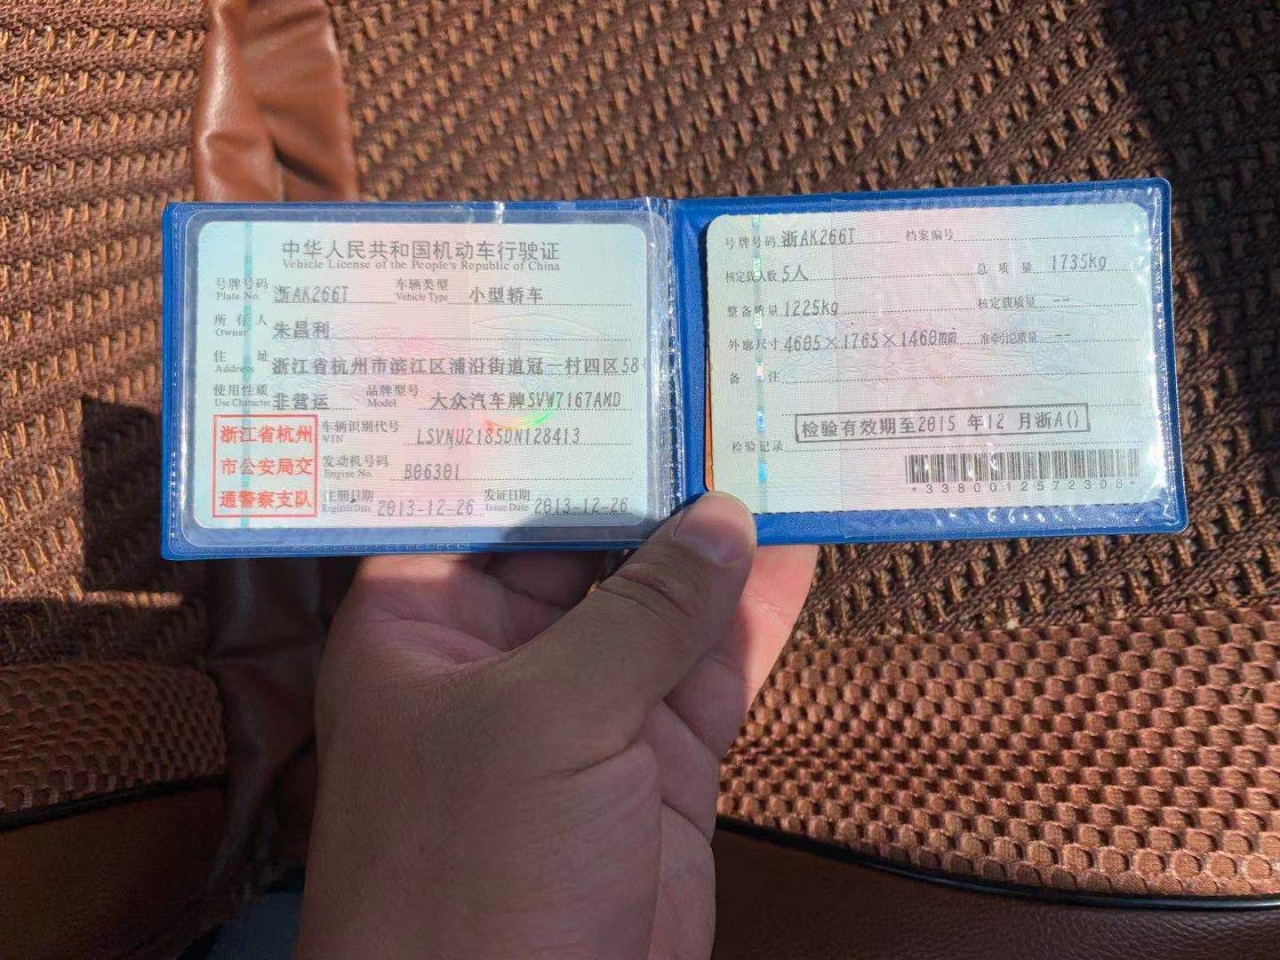 中华人民共和国机动车行驶证
Vehicle License of the People's Republic of China
号牌号码 浙AK266T 车辆类型 小型轿车
Plate No. Vehicle Type
所有人 朱昌利
Owner
住址 浙江省杭州市滨江区浦沿街道冠一村四区58
Address
使用性质 非营运 品牌型号 大众汽车牌SVW7167AMD
Use Character Model
浙江省杭州
市公安局交
通警察支队
车辆识别代号 LSVNU2185DN128413
VIN
发动机号码 B06301
Engine No.
注册日期 2013-12-26 发证日期 2013-12-26
Register Date Issue Date
号牌号码 浙AK266T 档案编号
核定载人数 5人 总质量 1735kg
整备质量 1225kg 核定载质量 --
外廓尺寸 4605×1765×1460mm 准牵引总质量 --
备注
检验有效期至2015 年12 月浙A()
检验记录
*3380012572306*